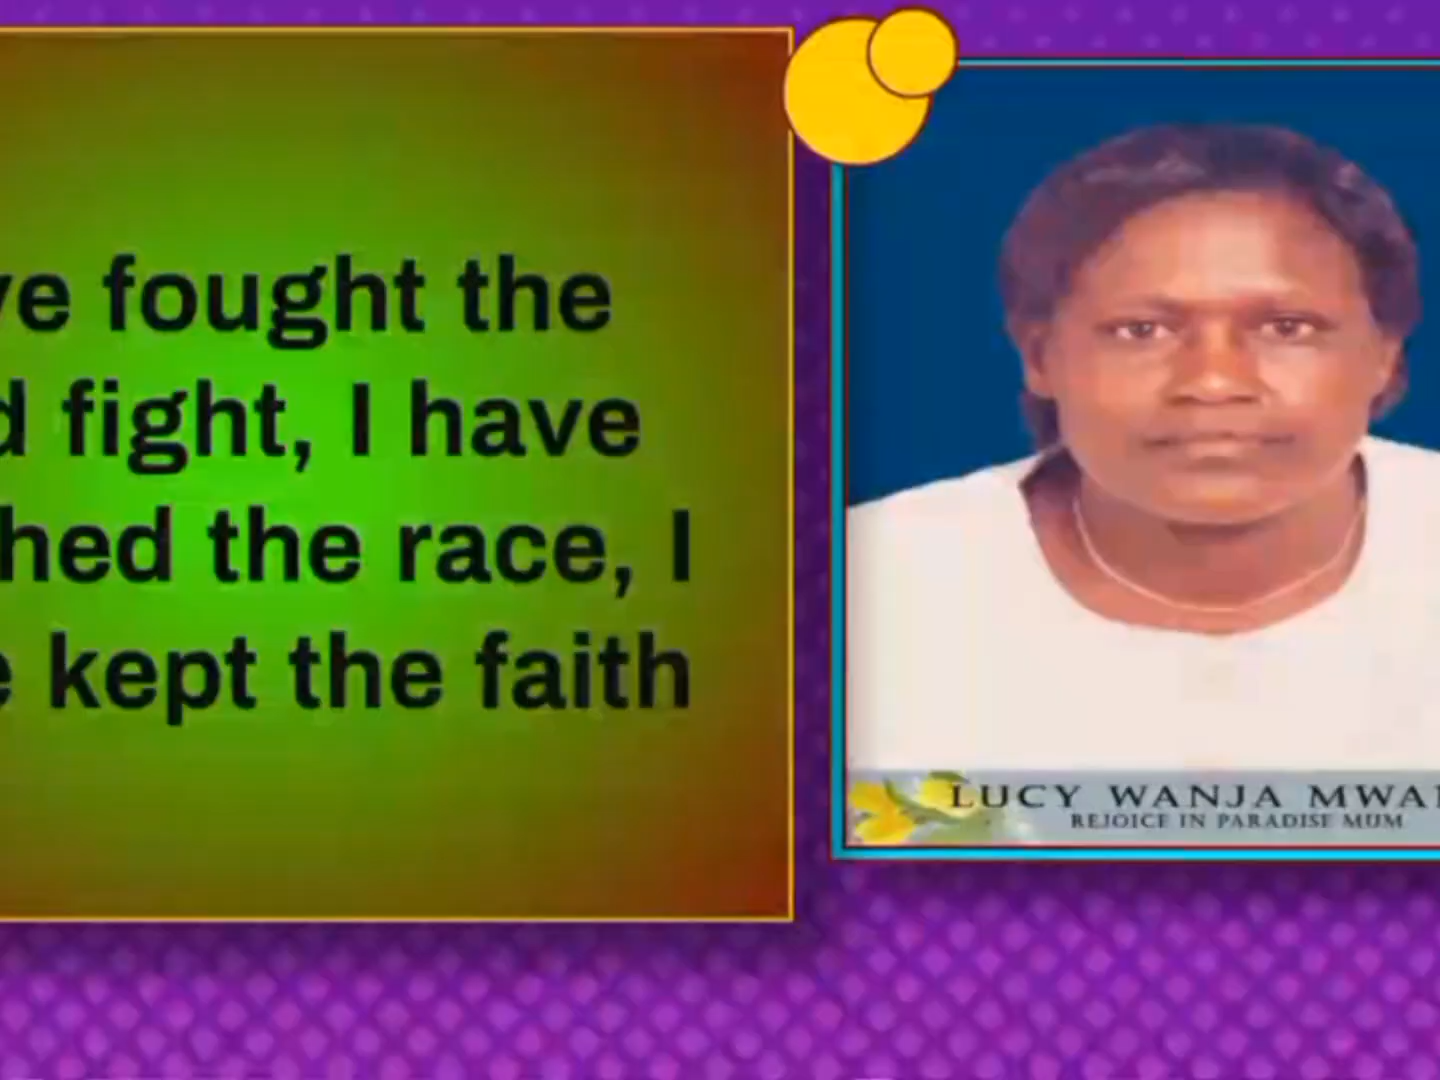 ve fought the
d fight, I have
hed the race, I
e kept the faith
LUCY WANJA MWA
REJOICE IN PARADISE MUM